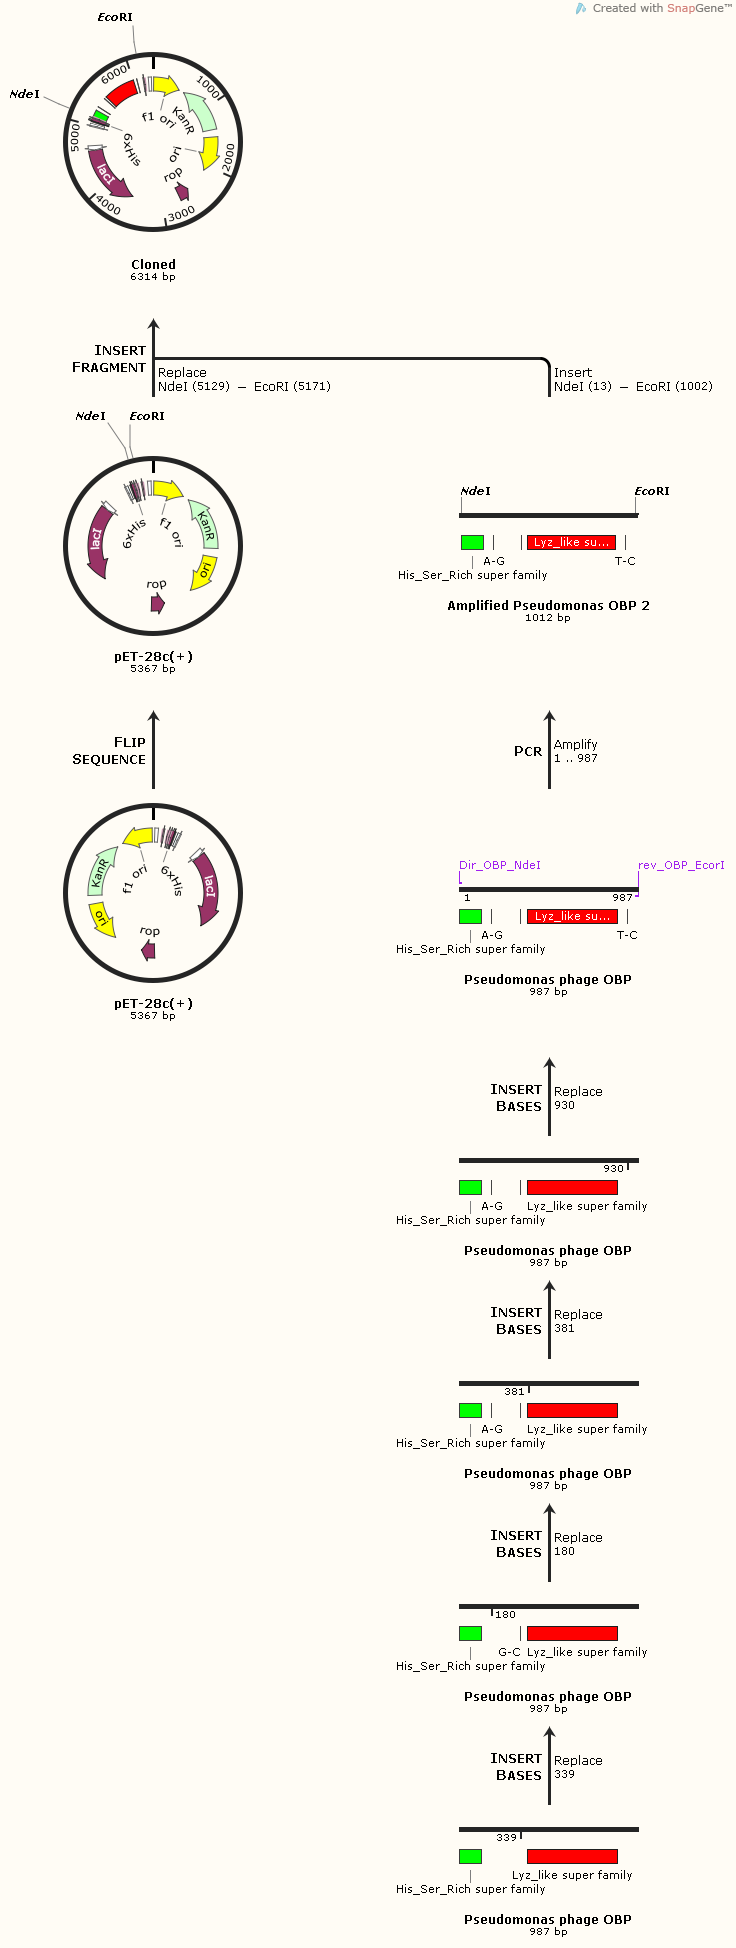 Created with SnapGene™
EcoRI
NdeI
6000
1000
5000
2000
4000
3000
f1 ori
KanR
ori
rop
6xHis
lacI
Cloned
6314 bp
INSERT
FRAGMENT
Replace
NdeI (5129) – EcoRI (5171)
Insert
NdeI (13) – EcoRI (1002)
NdeI
EcoRI
6xHis
f1 ori
KanR
lacI
ori
rop
pET-28c(+)
5367 bp
NdeI
EcoRI
Lyz_like su...
A-G
T-C
His_Ser_Rich super family
Amplified Pseudomonas OBP 2
1012 bp
FLIP
SEQUENCE
PCR
Amplify
1 .. 987
KanR
f1 ori
6xHis
lacI
ori
rop
pET-28c(+)
5367 bp
Dir_OBP_NdeI
rev_OBP_EcorI
1
987
Lyz_like su...
A-G
T-C
His_Ser_Rich super family
Pseudomonas phage OBP
987 bp
INSERT
BASES
Replace
930
930
A-G
Lyz_like super family
His_Ser_Rich super family
Pseudomonas phage OBP
987 bp
INSERT
BASES
Replace
381
381
A-G
Lyz_like super family
His_Ser_Rich super family
Pseudomonas phage OBP
987 bp
INSERT
BASES
Replace
180
180
G-C
Lyz_like super family
His_Ser_Rich super family
Pseudomonas phage OBP
987 bp
INSERT
BASES
Replace
339
339
Lyz_like super family
His_Ser_Rich super family
Pseudomonas phage OBP
987 bp